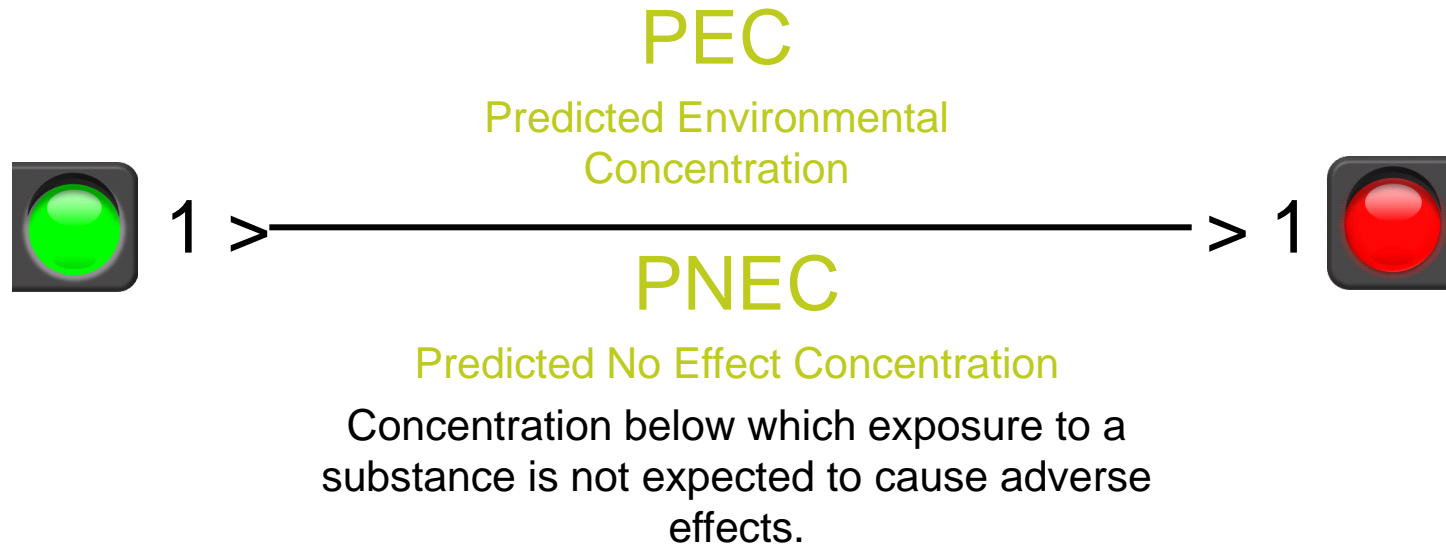 PEC
Predicted Environmental
Concentration
1 > > 1
PNEC
Predicted No Effect Concentration
Concentration below which exposure to a
substance is not expected to cause adverse
effects.